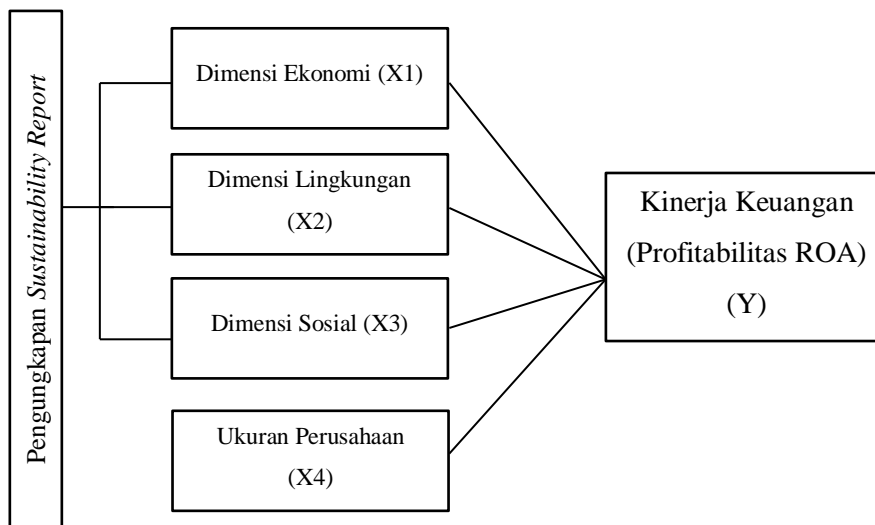 Pengungkapan Sustainability Report
Dimensi Ekonomi (X1)
Dimensi Lingkungan
(X2)
Dimensi Sosial (X3)
Ukuran Perusahaan
(X4)
Kinerja Keuangan
(Profitabilitas ROA)
(Y)